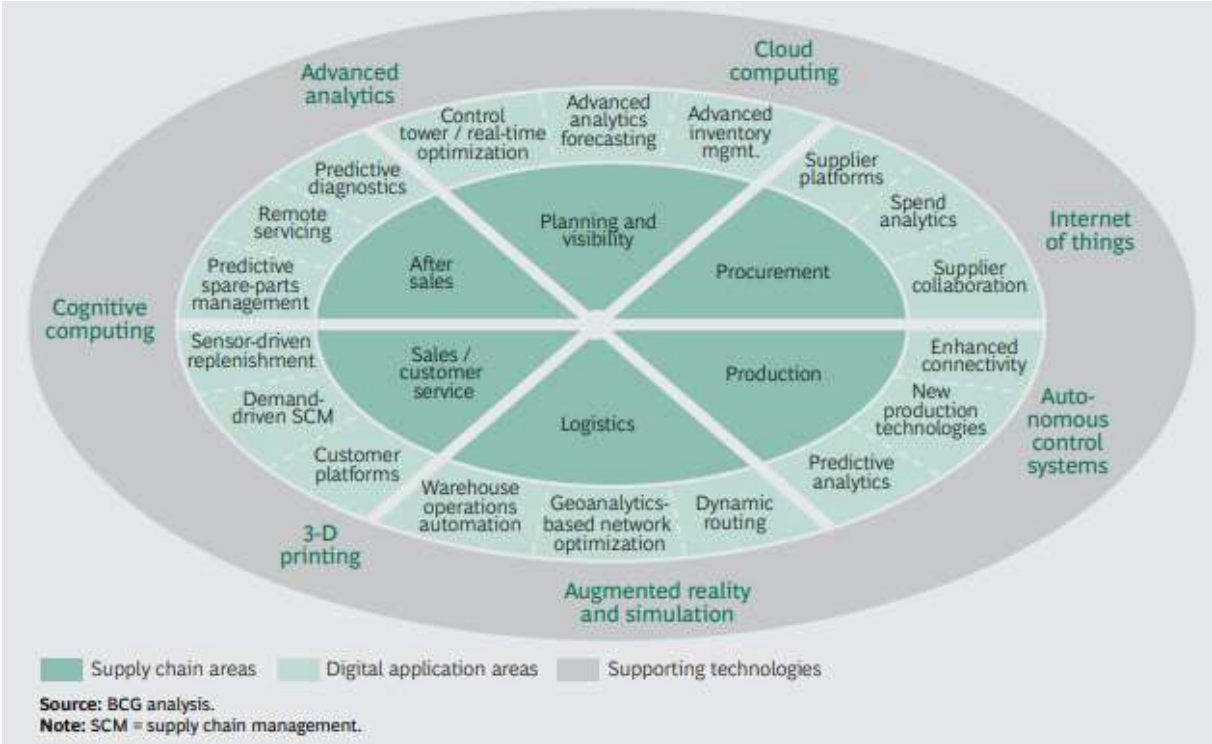 Cloud
computing
Advanced
analytics
Control
tower / real-time
optimization
Advanced
analytics
forecasting
Advanced
inventory
mgmt.
Supplier
platforms
Spend
analytics
Supplier
collaboration
Internet
of things
Predictive
diagnostics
Remote
servicing
Predictive
spare-parts
management
Planning and
visibility
After
sales
Procurement
Cognitive
computing
Sensor-driven
replenishment
Demand-
driven SCM
Customer
platforms
Sales /
customer
service
Logistics
Production
Enhanced
connectivity
New
production
technologies
Predictive
analytics
Auto-
nomous
control
systems
Warehouse
operations
automation
Geoanalytics-
based network
optimization
Dynamic
routing
3-D
printing
Augmented reality
and simulation
Supply chain areas
Digital application areas
Supporting technologies
Source: BCG analysis.
Note: SCM = supply chain management.